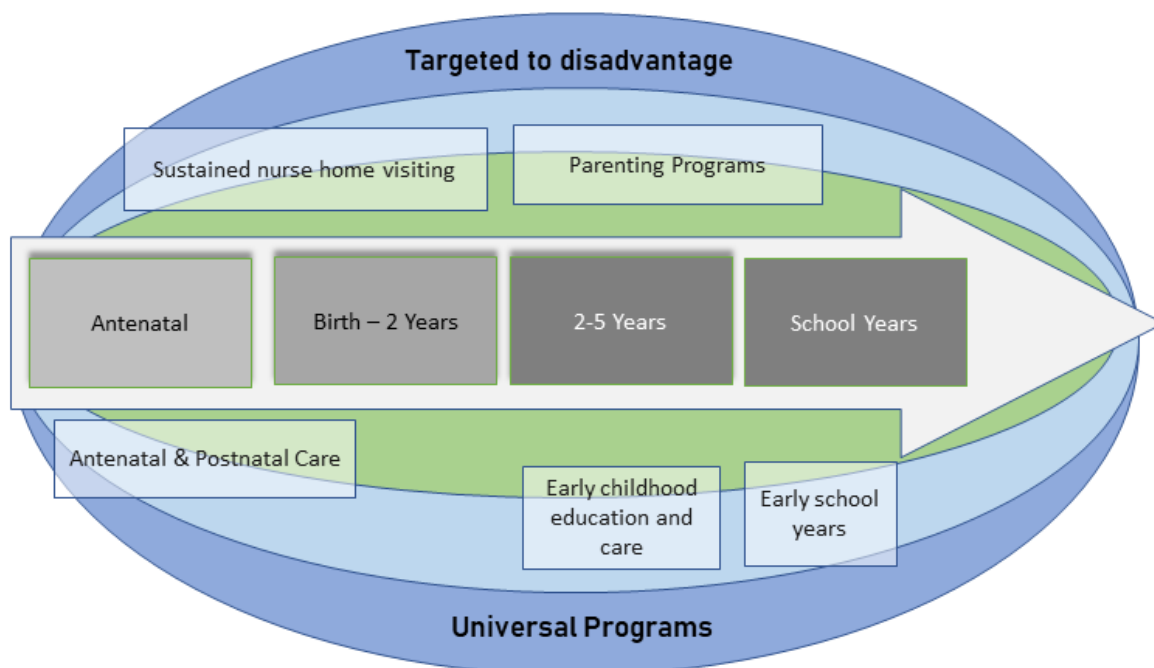 Targeted to disadvantage
Sustained nurse home visiting
Parenting Programs
Antenatal
Birth – 2 Years
2-5 Years
School Years
Antenatal & Postnatal Care
Early childhood
education and
care
Early school
years
Universal Programs